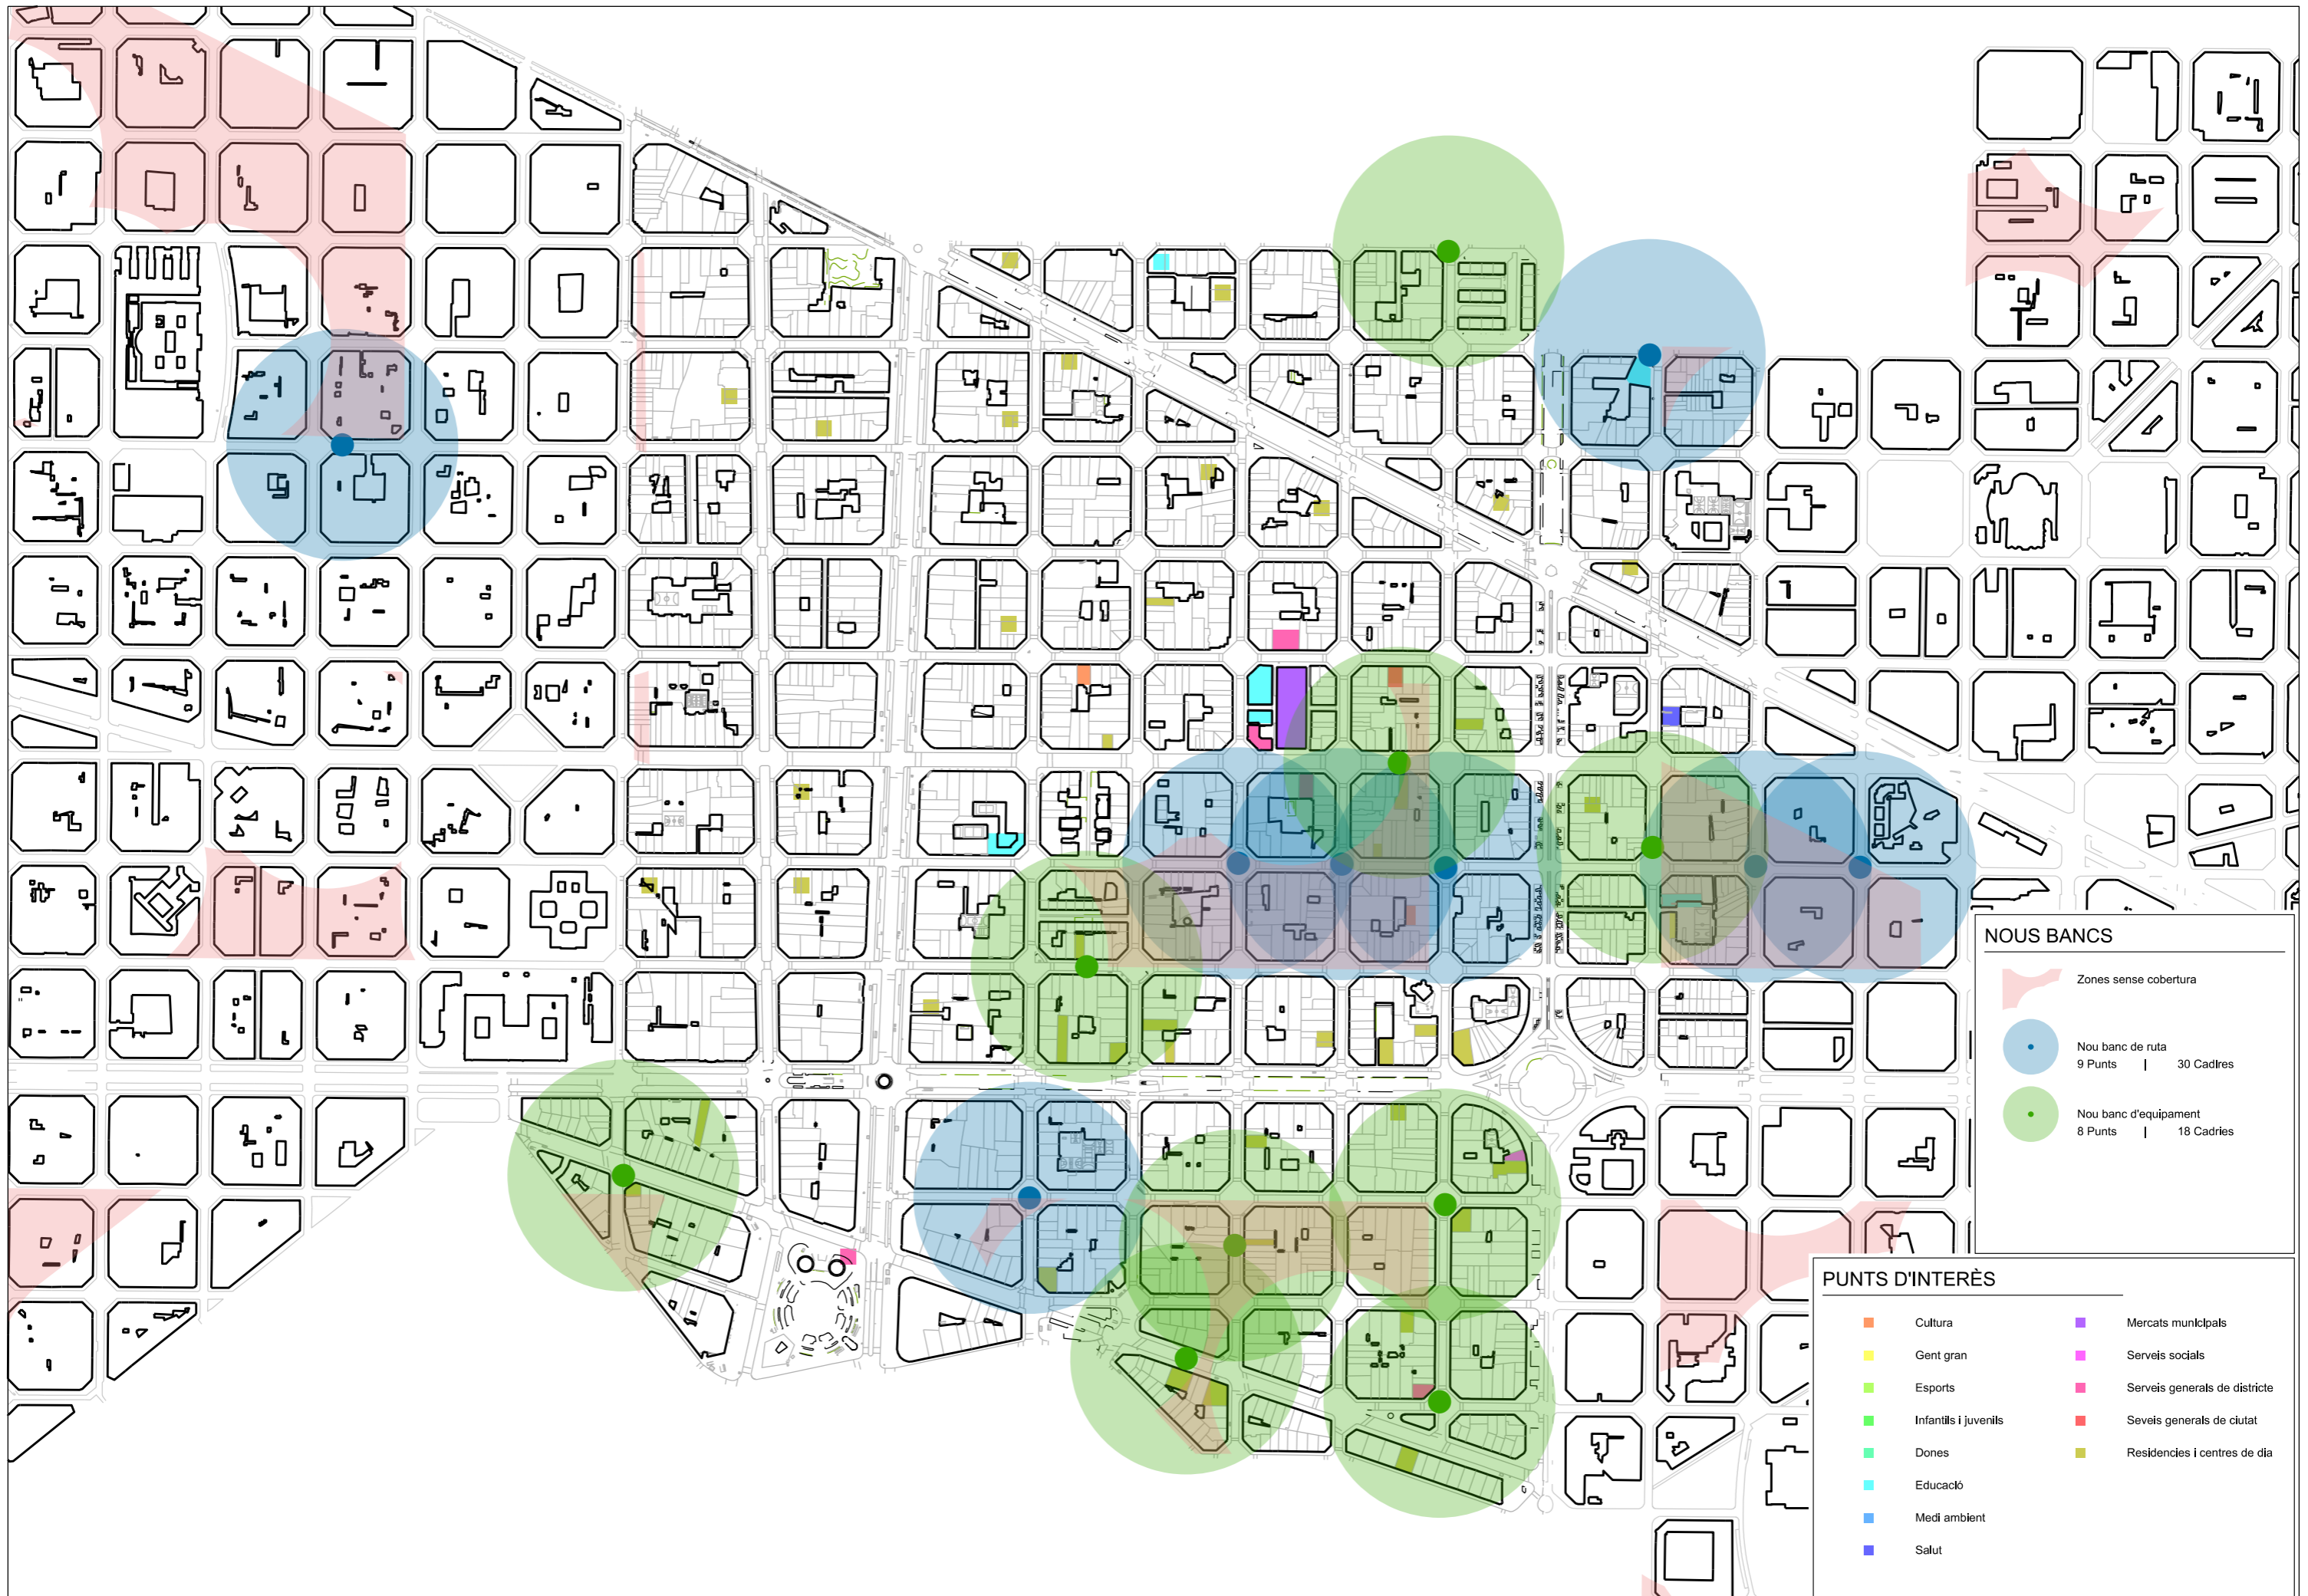 NOUS BANCS
Zones sense cobertura
Nou banc de ruta
9 Punts | 30 Cadires
Nou banc d'equipament
8 Punts | 18 Cadries
PUNTS D'INTERÈS
Cultura
Gent gran
Esports
Infantils i juvenils
Dones
Educació
Medi ambient
Salut
Mercats municipals
Serveis socials
Serveis generals de districte
Seveis generals de ciutat
Residencies i centres de dia